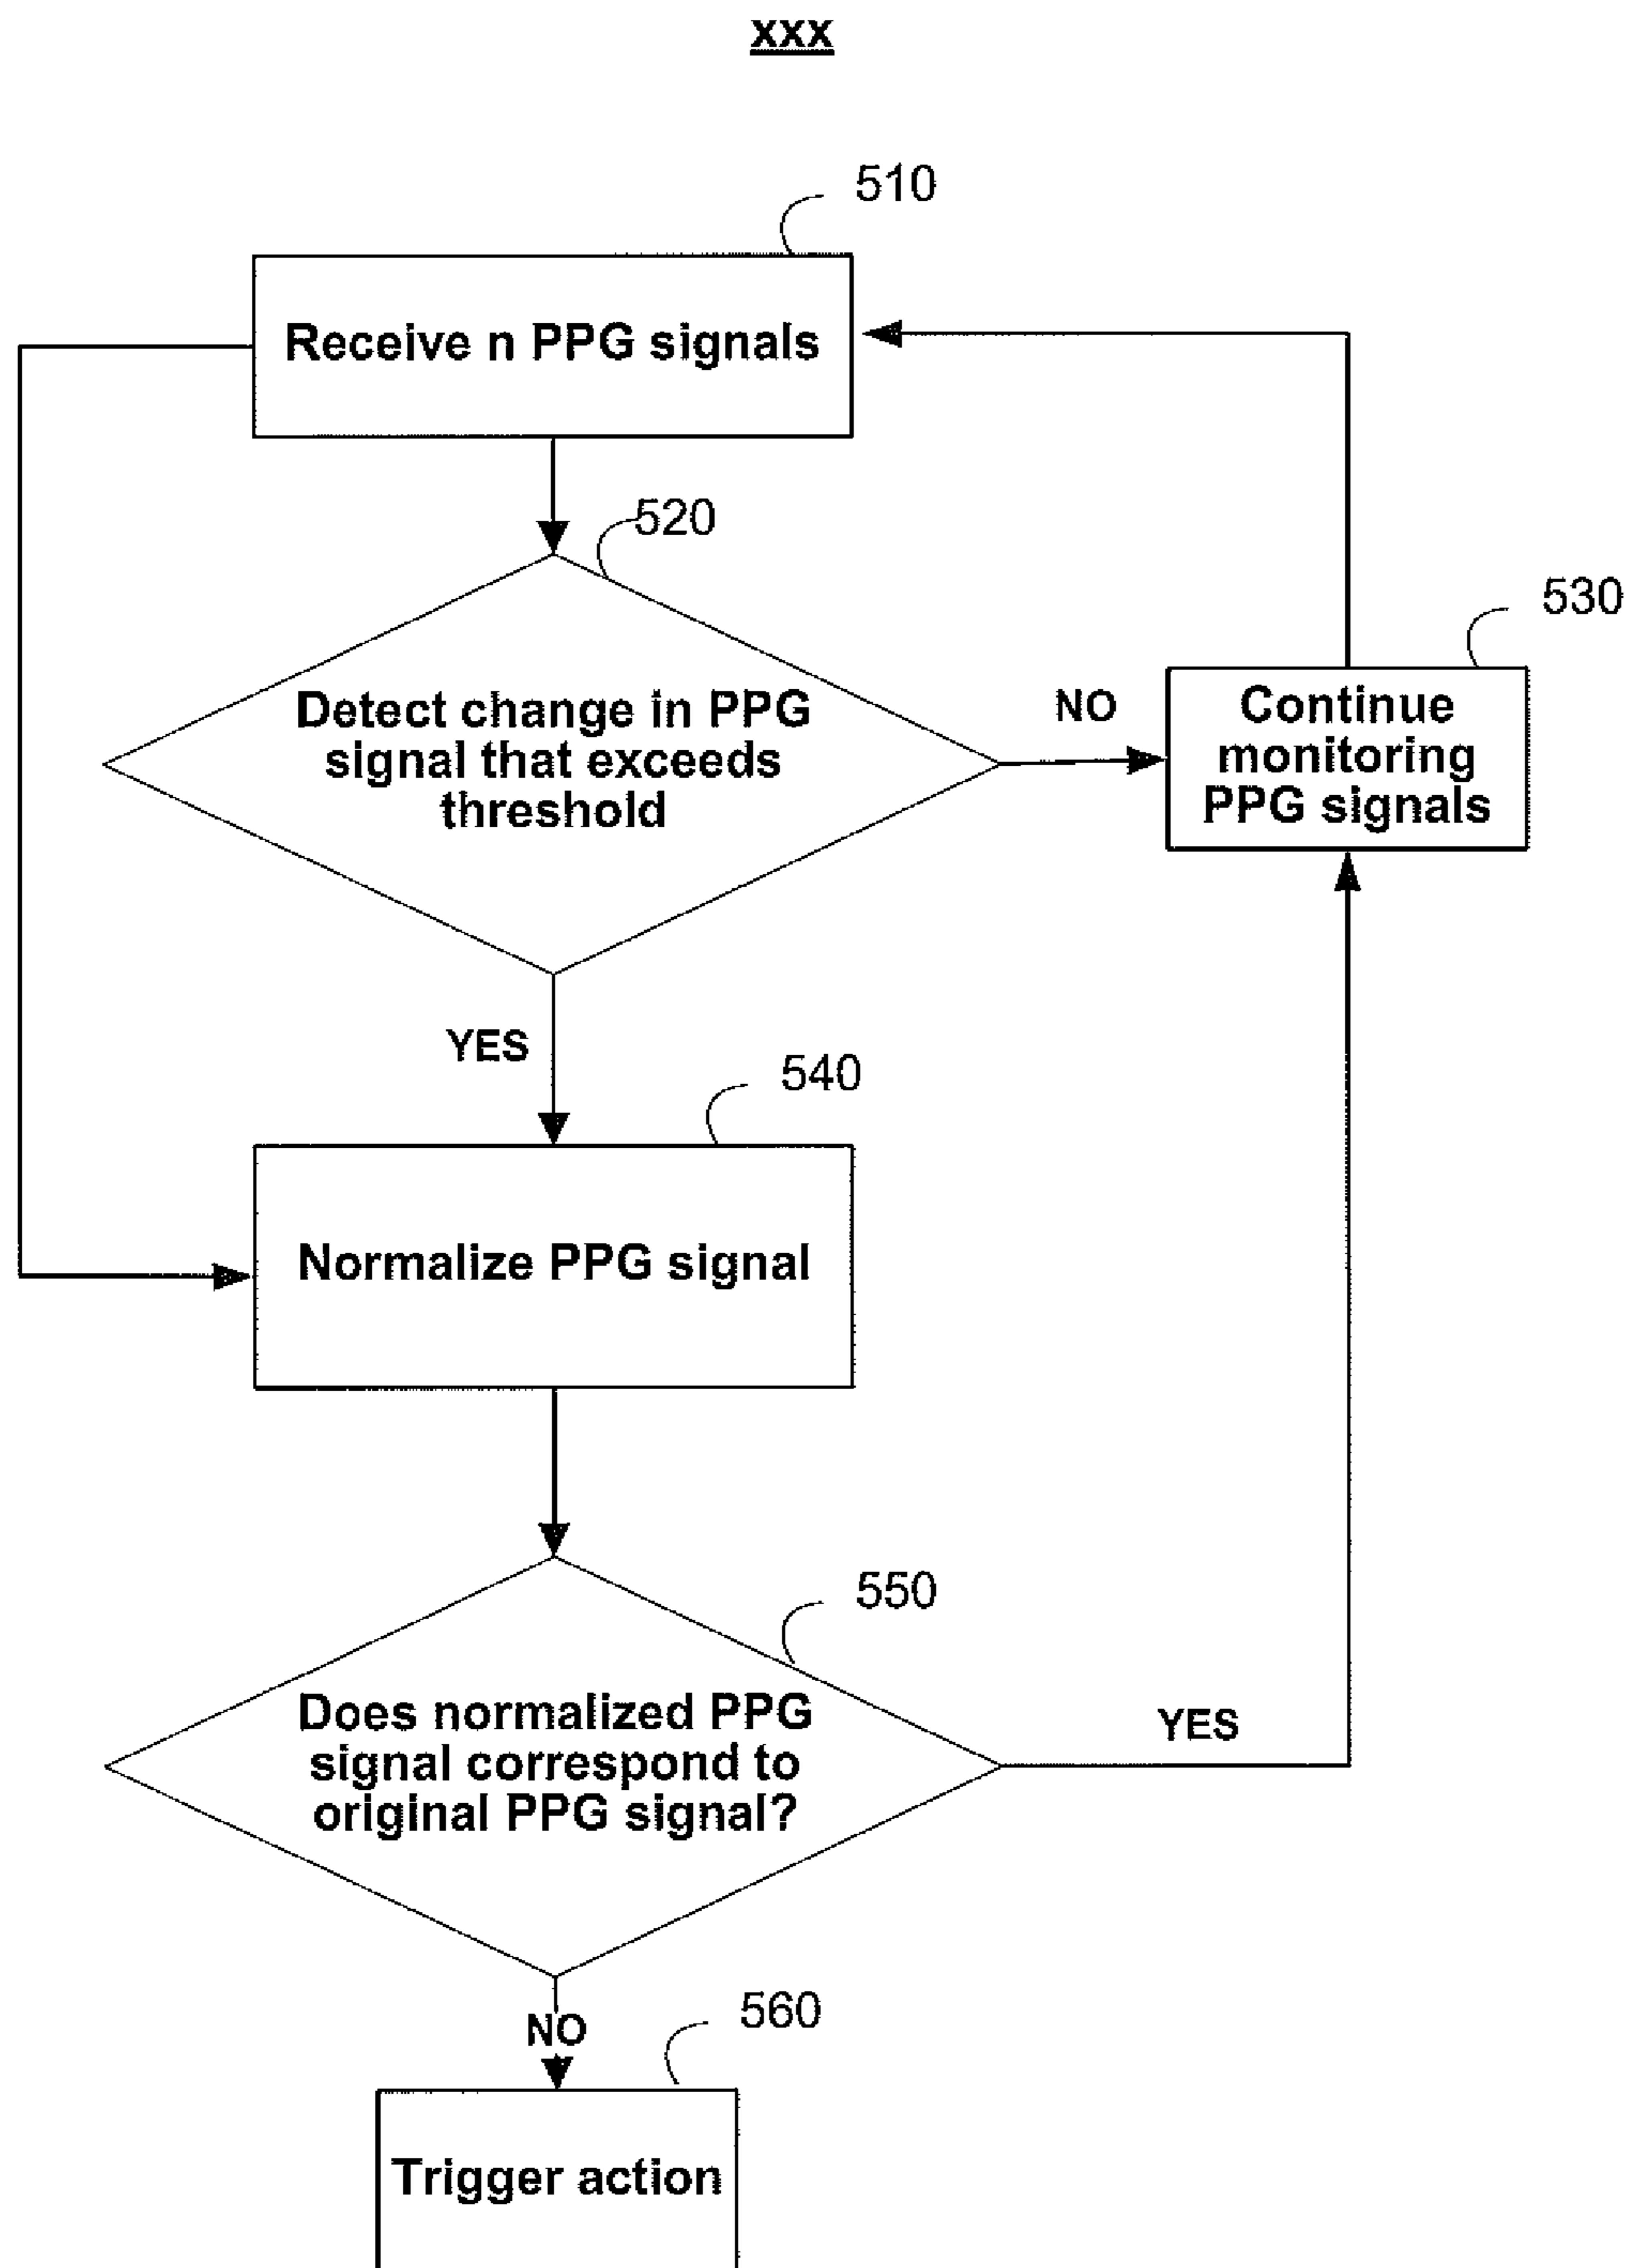 xxx
510
Receive n PPG signals
520
Detect change in PPG
signal that exceeds
threshold
NO
530
Continue
monitoring
PPG signals
YES
540
Normalize PPG signal
550
Does normalized PPG
signal correspond to
original PPG signal?
YES
NO
560
Trigger action